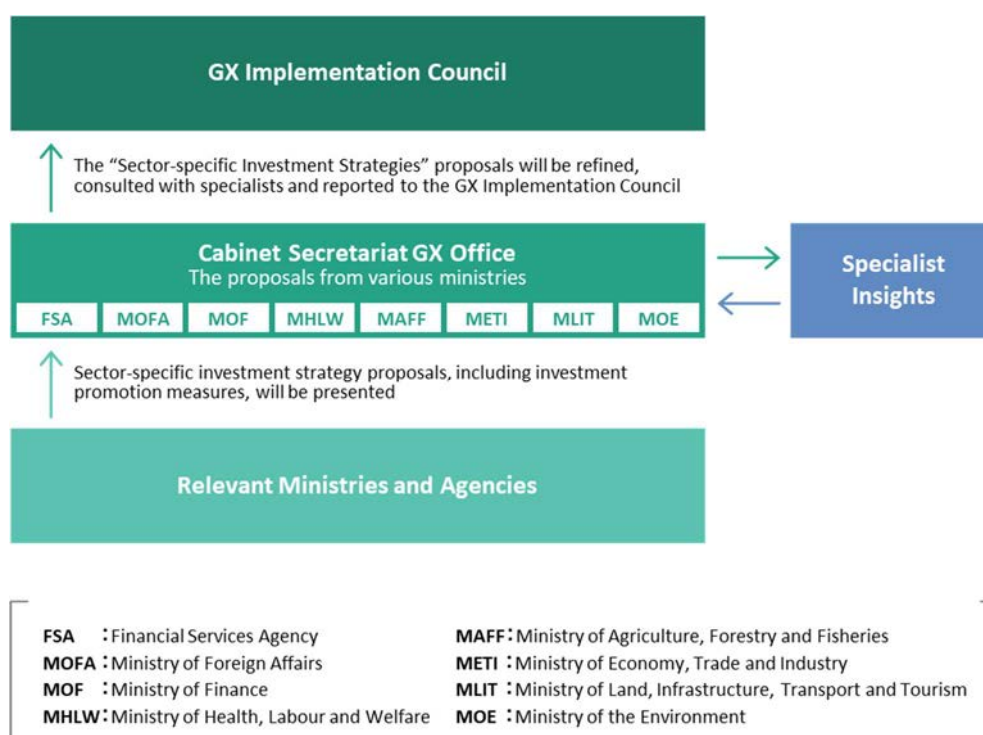 GX Implementation Council
The “Sector-specific Investment Strategies” proposals will be refined,
consulted with specialists and reported to the GX Implementation Council
Cabinet Secretariat GX Office
The proposals from various ministries
FSA MOFA MOF MHLW MAFF METI MLIT MOE
Specialist
Insights
Sector-specific investment strategy proposals, including investment
promotion measures, will be presented
Relevant Ministries and Agencies
FSA : Financial Services Agency
MOFA : Ministry of Foreign Affairs
MOF : Ministry of Finance
MHLW : Ministry of Health, Labour and Welfare
MAFF : Ministry of Agriculture, Forestry and Fisheries
METI : Ministry of Economy, Trade and Industry
MLIT : Ministry of Land, Infrastructure, Transport and Tourism
MOE : Ministry of the Environment